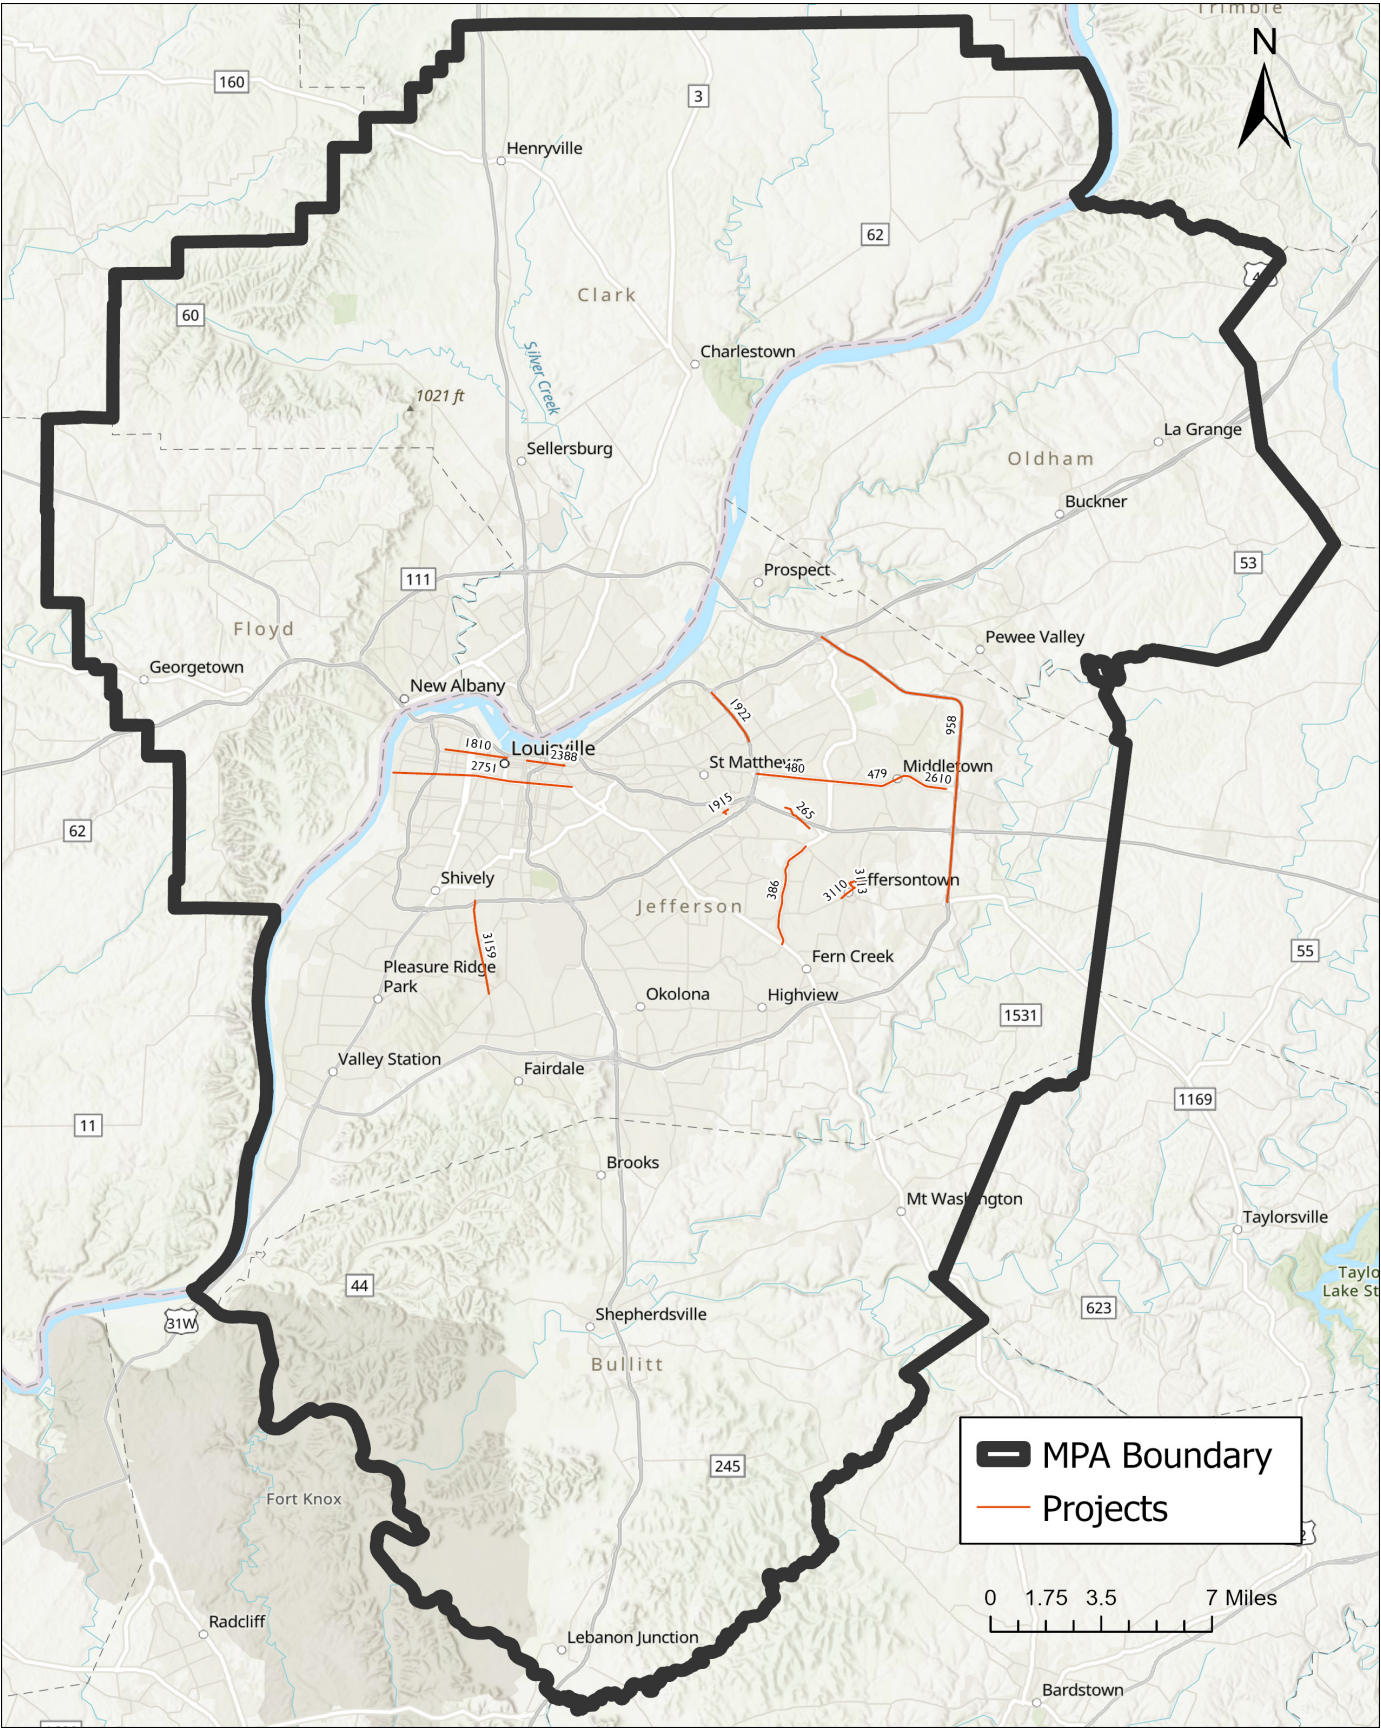 Trimble
N
160
3
Henryville
62
Clark
60
Silver Creek
Charlestown
1021 ft
La Grange
Sellersburg
Oldham
Buckner
53
Prospect
111
Floyd
Pewee Valley
Georgetown
New Albany
1922
958
1810
Louisville
2388
2751
St Matthews
480
479
Middletown
2610
1915
265
62
Shively
386
3110
3113
ffersontown
Jefferson
3159
55
Fern Creek
Pleasure Ridge
Park
Okolona
Highview
1531
Valley Station
Fairdale
1169
11
Brooks
Mt Washington
Taylorsville
44
Taylo
Lake St
623
31W
Shepherdsville
Bullitt
MPA Boundary
245
Fort Knox
Projects
0 1.75 3.5 7 Miles
Radcliff
Lebanon Junction
Bardstown